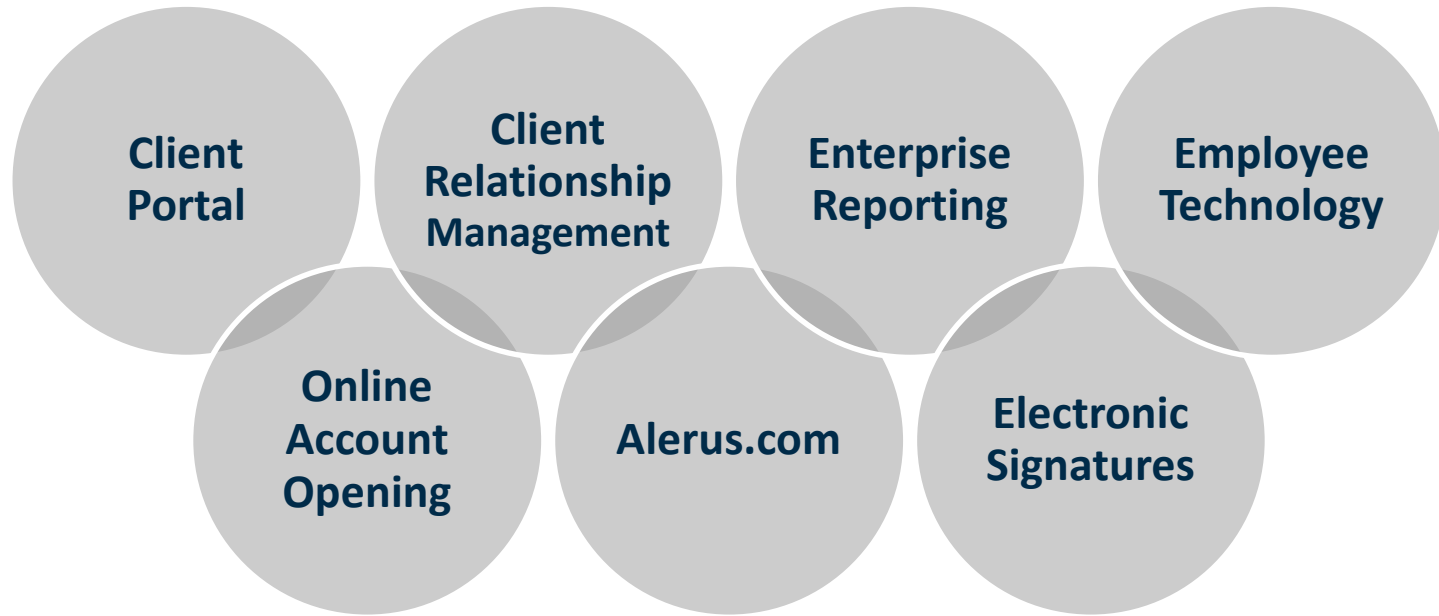 Client
Portal
Client
Relationship
Management
Enterprise
Reporting
Employee
Technology
Online
Account
Opening
Alerus.com
Electronic
Signatures